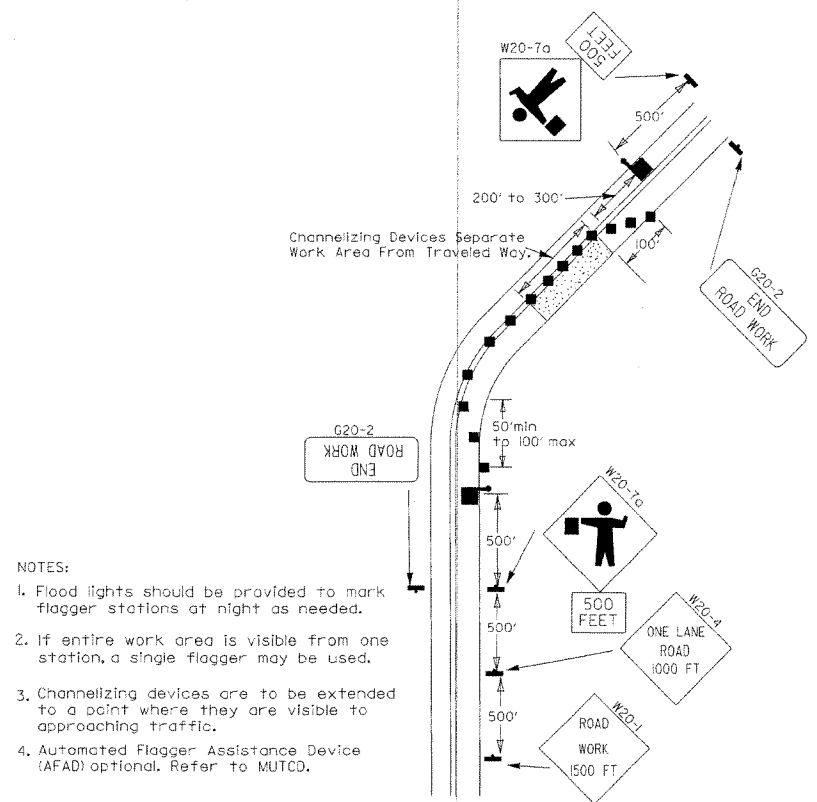 W20-7a
500
FEET
500'
200' to 300'
Channelizing Devices Separate
Work Area From Traveled Way.
100'
G20-2
END
ROAD WORK
50'min
to 100' max
G20-2
END
ROAD WORK
W20-7a
500'
500
FEET
500'
W20-4
ONE LANE
ROAD
1000 FT
500'
W20-1
ROAD
WORK
1500 FT
NOTES:
1. Flood lights should be provided to mark
flagger stations at night as needed.
2. If entire work area is visible from one
station, a single flagger may be used.
3. Channelizing devices are to be extended
to a point where they are visible to
approaching traffic.
4. Automated Flagger Assistance Device
(AFAD) optional. Refer to MUTCD.